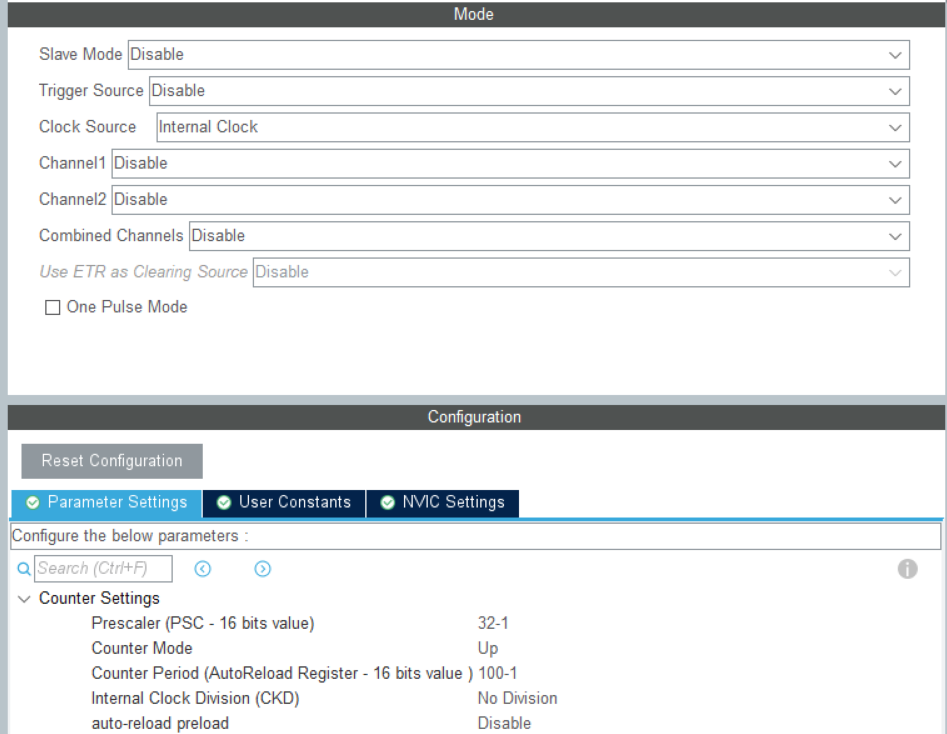 Mode
Slave Mode Disable
Trigger Source Disable
Clock Source Internal Clock
Channel1 Disable
Channel2 Disable
Combined Channels Disable
Use ETR as Clearing Source Disable
One Pulse Mode
Configuration
Reset Configuration
Parameter Settings User Constants NVIC Settings
Configure the below parameters :
Search (Ctrl+F)
Counter Settings
Prescaler (PSC - 16 bits value) 32-1
Counter Mode Up
Counter Period (AutoReload Register - 16 bits value ) 100-1
Internal Clock Division (CKD) No Division
auto-reload preload Disable